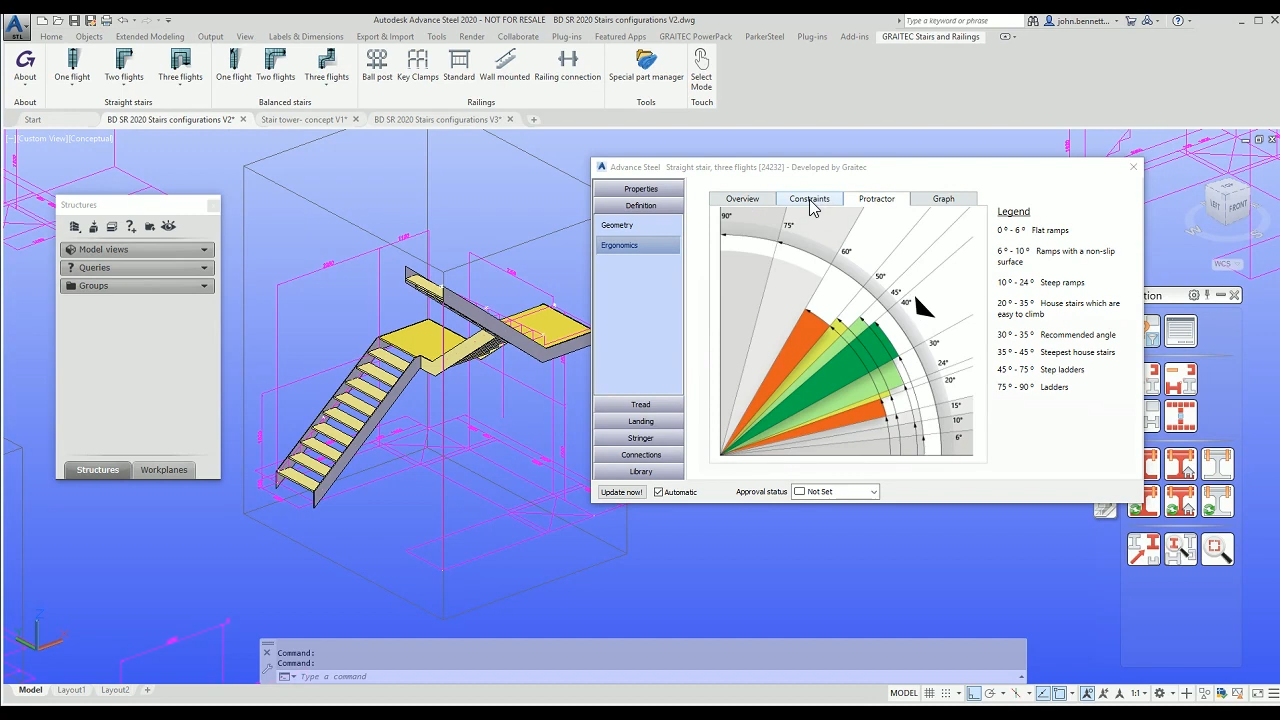 Autodesk Advance Steel 2020 - NOT FOR RESALE BD SR 2020 Stairs configurations V2.dwg
Type a keyword or phrase
john.bennett...
STL
Home Objects Extended Modeling Output View Labels & Dimensions Export & Import Tools Render Collaborate Plug-ins Featured Apps GRAITEC PowerPack ParkerSteel Plug-ins Add-ins GRAITEC Stairs and Railings
About One flight Two flights Three flights One flight Two flights Three flights Ball post Key Clamps Standard Wall mounted Railing connection Special part manager Select Mode
About Straight stairs Balanced stairs Railings Tools Touch
Start BD SR 2020 Stairs configurations V2* Stair tower- concept V1* BD SR 2020 Stairs configurations V3*
[−][Custom View][Conceptual]
Structures
Model views
Queries
Groups
Structures Workplanes
Advance Steel Straight stair, three flights [24232] - Developed by Graitec
Properties
Definition
Geometry
Ergonomics
Tread
Landing
Stringer
Connections
Library
Overview Constraints Protractor Graph
90°
75°
60°
50°
45°
40°
30°
24°
20°
15°
10°
6°
Legend
0 º - 6 º Flat ramps
6 º - 10 º Ramps with a non-slip
surface
10 º - 24 º Steep ramps
20 º - 35 º House stairs which are
easy to climb
30 º - 35 º Recommended angle
35 º - 45 º Steepest house stairs
45 º - 75 º Step ladders
75 º - 90 º Ladders
Update now! Automatic Approval status Not Set
TOP
LEFT FRONT
WCS
tion
Z
Command:
Command:
Type a command
Model Layout1 Layout2
MODEL 1:1